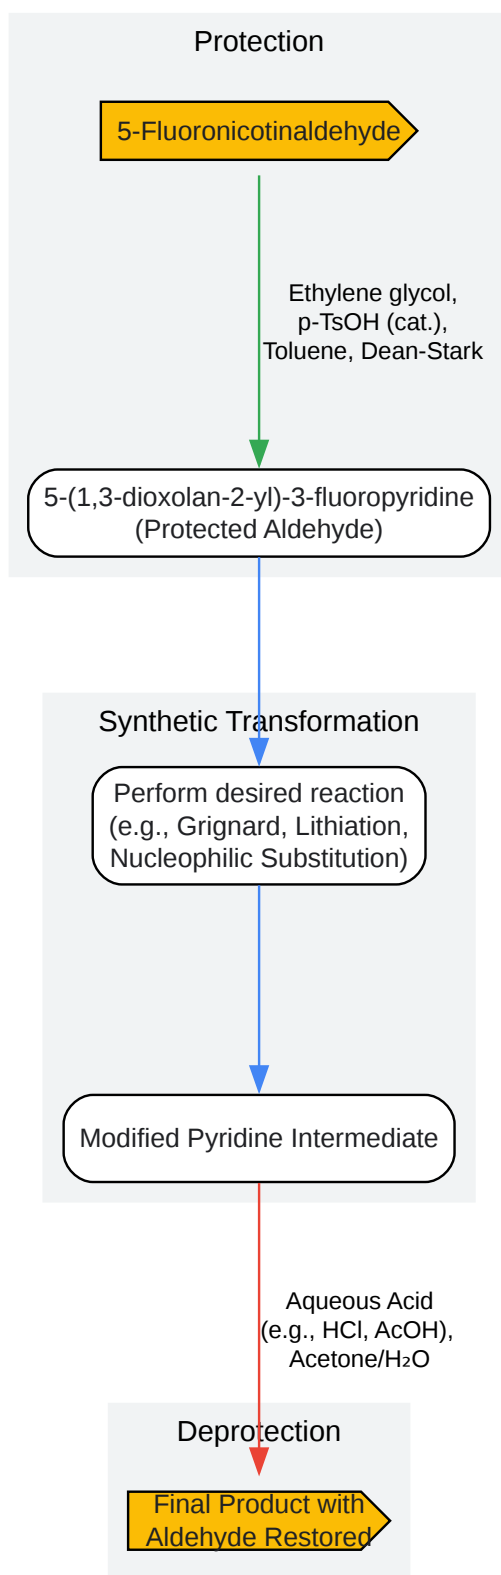 Protection
5-Fluoronicotinaldehyde
Ethylene glycol,
p-TsOH (cat.),
Toluene, Dean-Stark
5-(1,3-dioxolan-2-yl)-3-fluoropyridine
(Protected Aldehyde)
Synthetic Transformation
Perform desired reaction
(e.g., Grignard, Lithiation,
Nucleophilic Substitution)
Modified Pyridine Intermediate
Aqueous Acid
(e.g., HCl, AcOH),
Acetone/H₂O
Deprotection
Final Product with
Aldehyde Restored